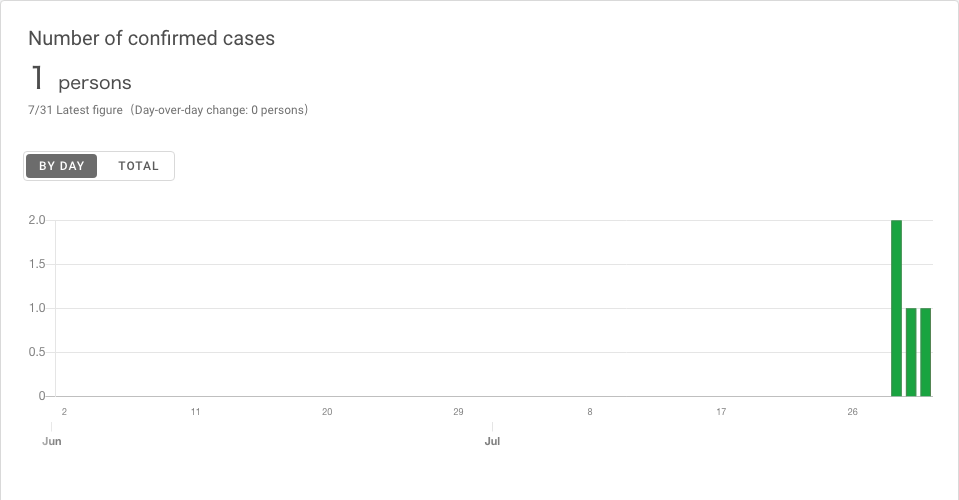 Number of confirmed cases
1 persons
7/31 Latest figure（Day-over-day change: 0 persons）
BY DAY TOTAL
2.0
1.5
1.0
0.5
0
2 11 20 29 8 17 26
Jun Jul